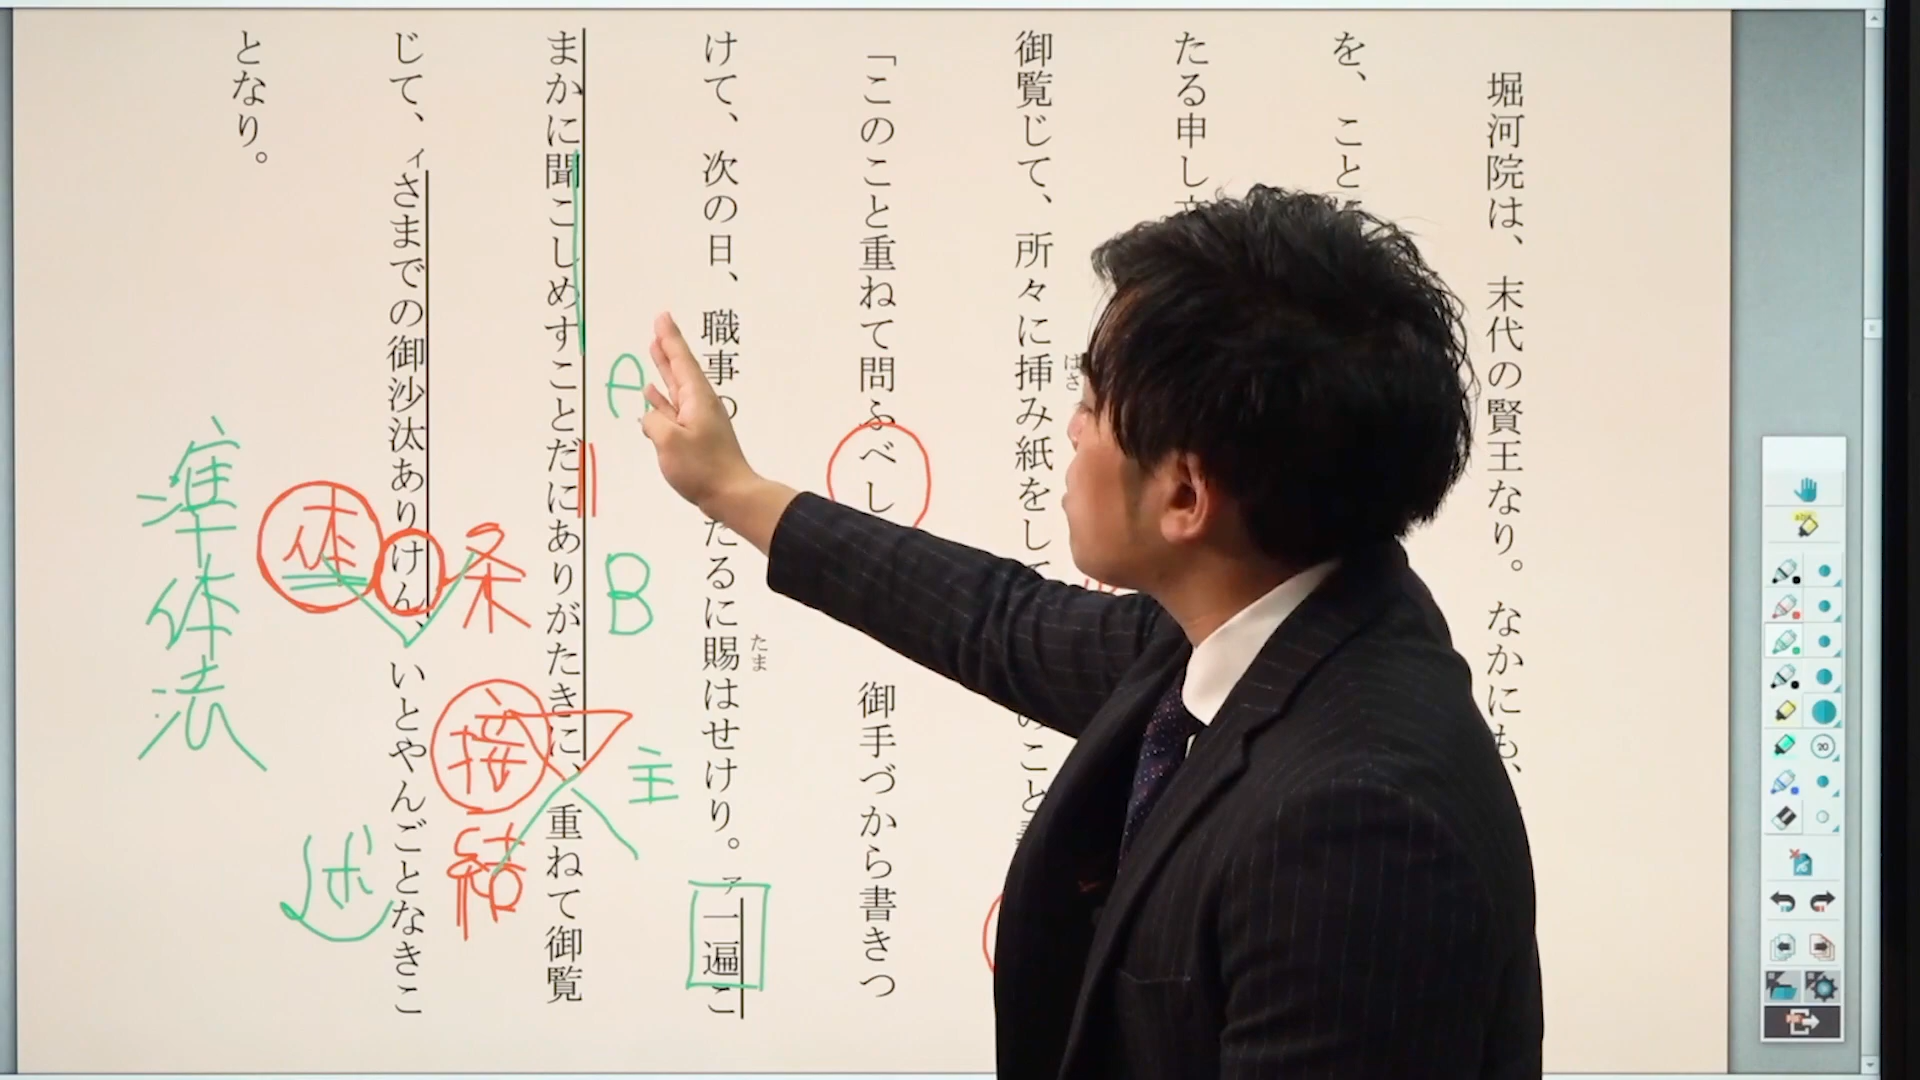 堀河院は、末代の賢王なり。なかにも、
を、こと
たる申し
御覧じて、所々に挿み紙をして
はさ
のこと
「このこと重ねて問ふべし
御手づから書きつ
けて、次の日、職事の
たるに賜はせけり。
たま
ア
一遍こ
まかに聞こしめすことだにありがたきに、重ねて御覧
じて、
イ
さまでの御沙汰ありけん、いとやんごとなきこ
となり。
A
B
主
条
接
結
体
述
準体法
20